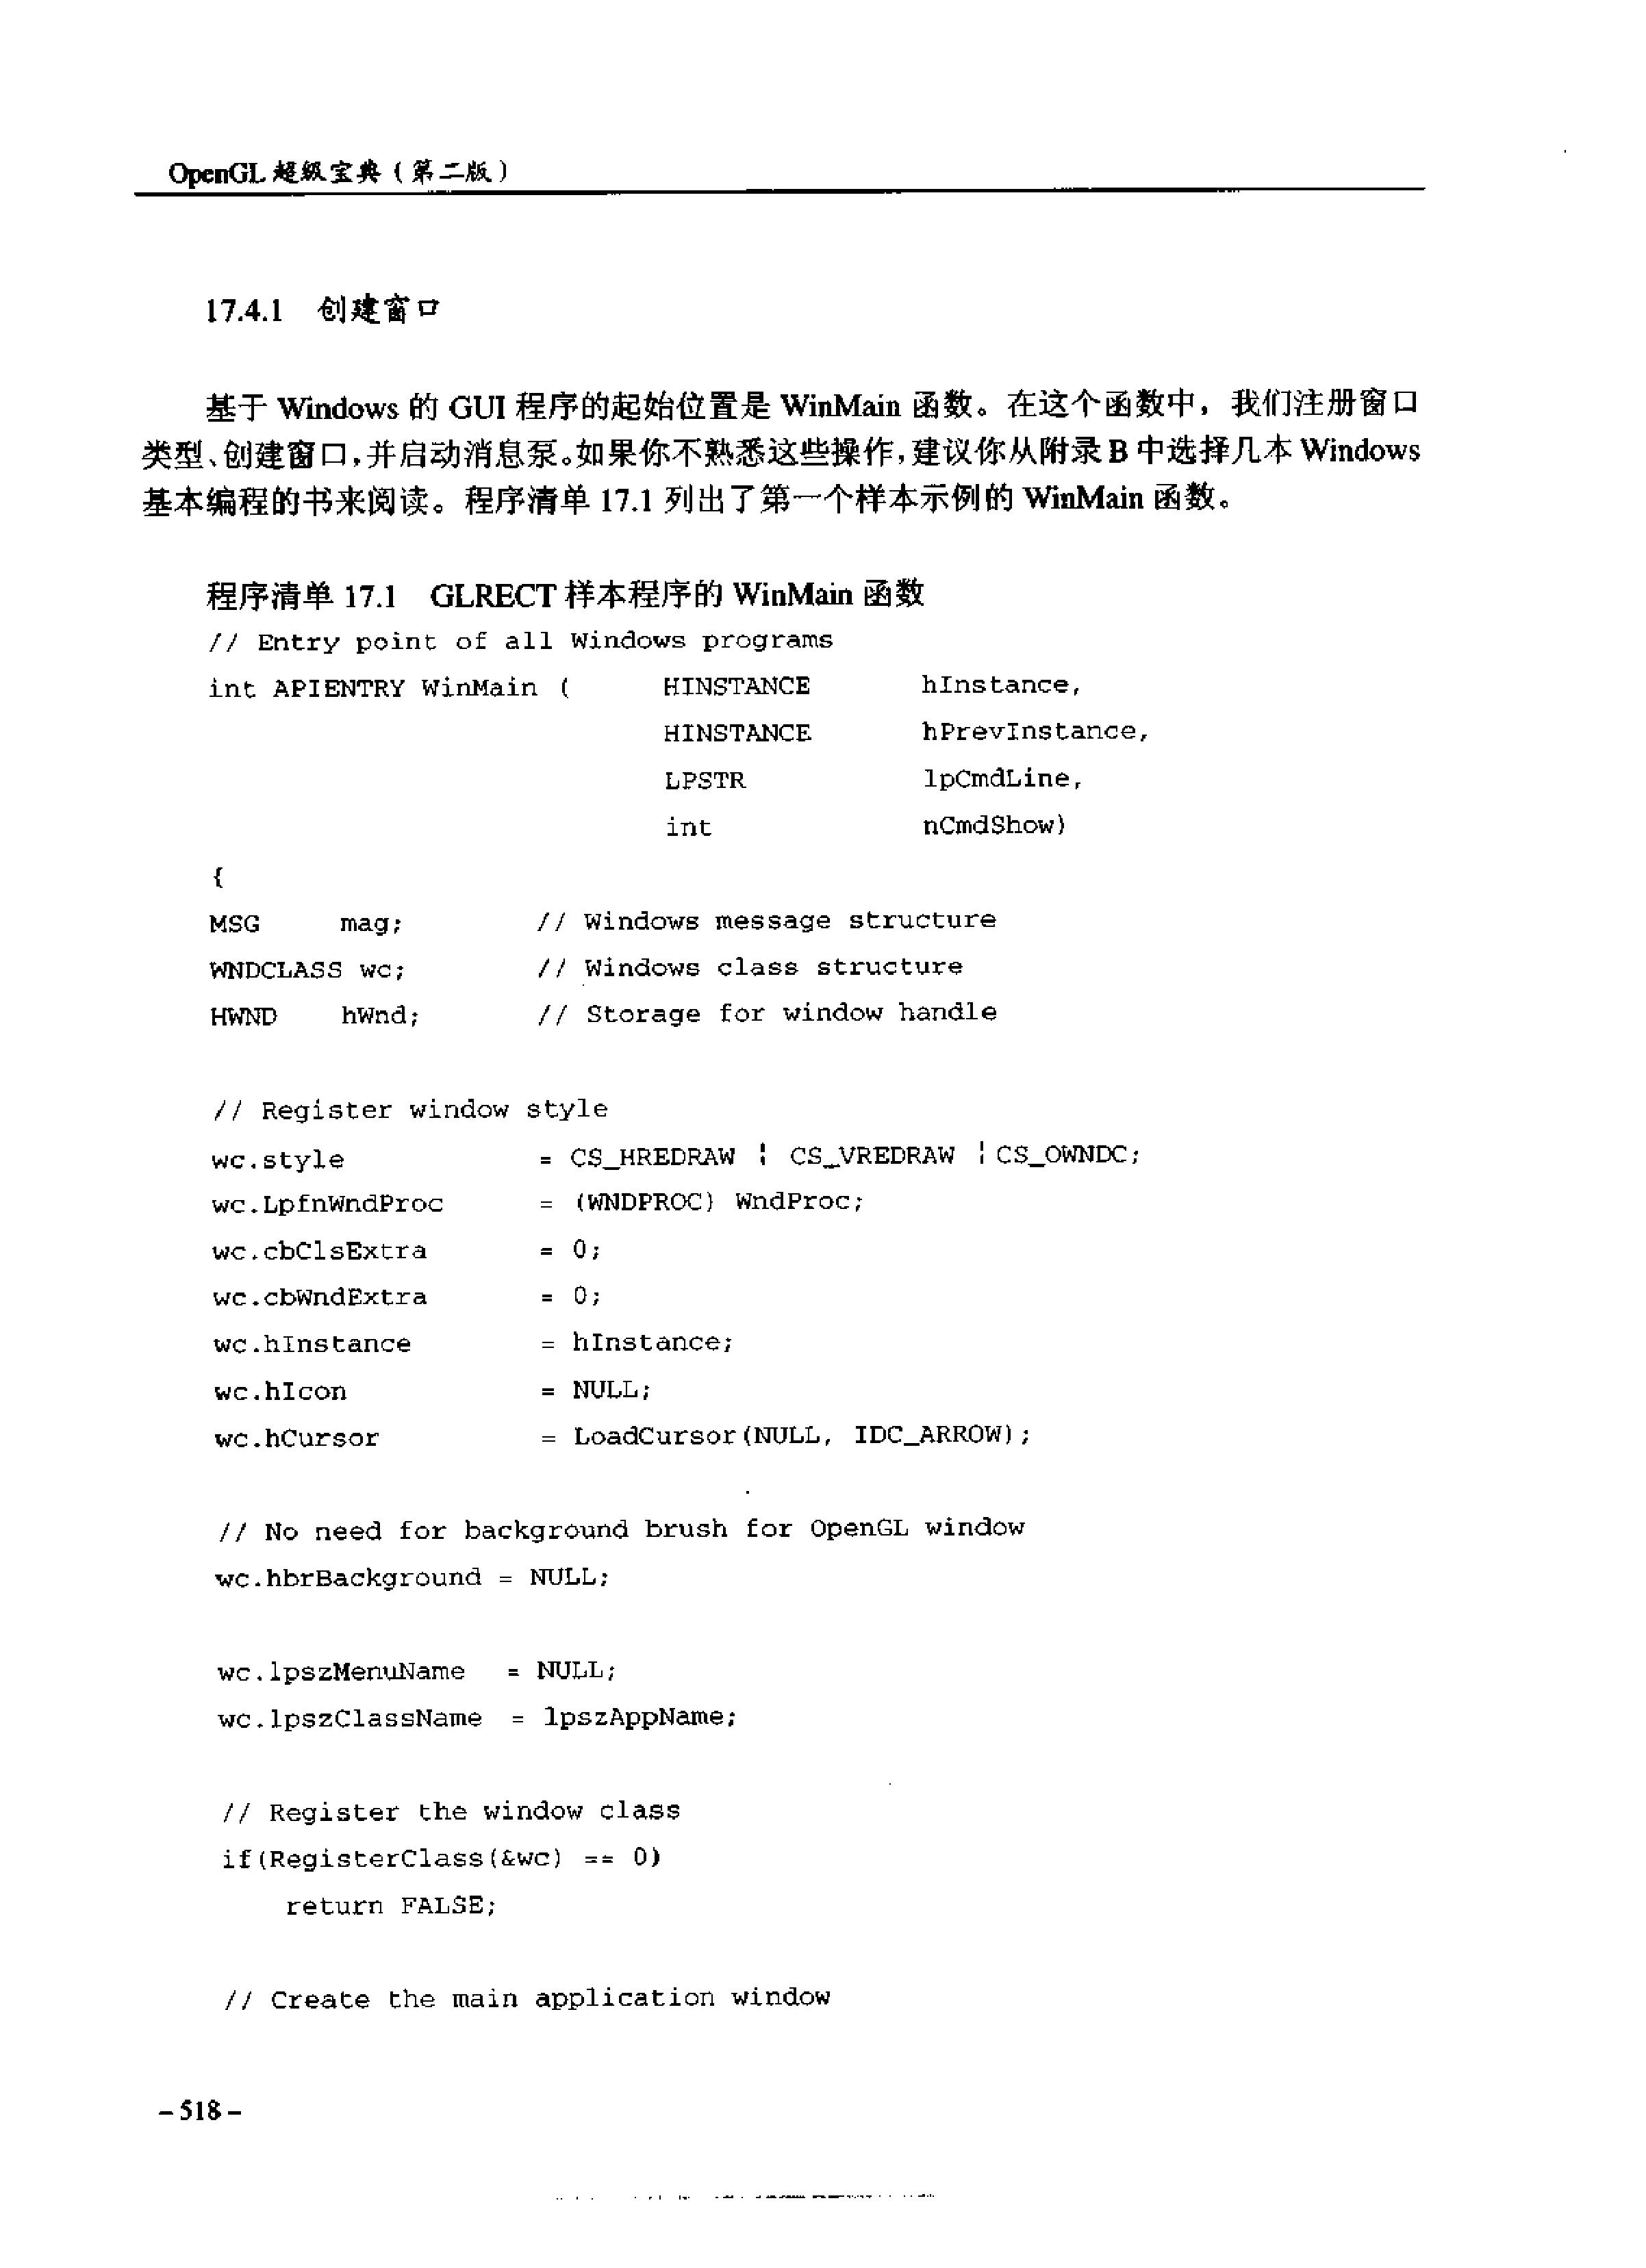 OpenGL 超级宝典（第二版）
17.4.1 创建窗口
基于 Windows 的 GUI 程序的起始位置是 WinMain 函数。在这个函数中，我们注册窗口
类型、创建窗口，并启动消息泵。如果你不熟悉这些操作，建议你从附录 B 中选择几本 Windows
基本编程的书来阅读。程序清单 17.1 列出了第一个样本示例的 WinMain 函数。
程序清单 17.1 GLRECT 样本程序的 WinMain 函数
// Entry point of all Windows programs
int APIENTRY WinMain ( HINSTANCE hInstance,
HINSTANCE hPrevInstance,
LPSTR lpCmdLine,
int nCmdShow)
{
MSG mag; // Windows message structure
WNDCLASS wc; // Windows class structure
HWND hWnd; // Storage for window handle
// Register window style
wc.style = CS_HREDRAW ¦ CS_VREDRAW ¦ CS_OWNDC;
wc.LpfnWndProc = (WNDPROC) WndProc;
wc.cbClsExtra = 0;
wc.cbWndExtra = 0;
wc.hInstance = hInstance;
wc.hIcon = NULL;
wc.hCursor = LoadCursor(NULL, IDC_ARROW);
// No need for background brush for OpenGL window
wc.hbrBackground = NULL;
wc.lpszMenuName = NULL;
wc.lpszClassName = lpszAppName;
// Register the window class
if(RegisterClass(&wc) == 0)
return FALSE;
// Create the main application window
– 518 –